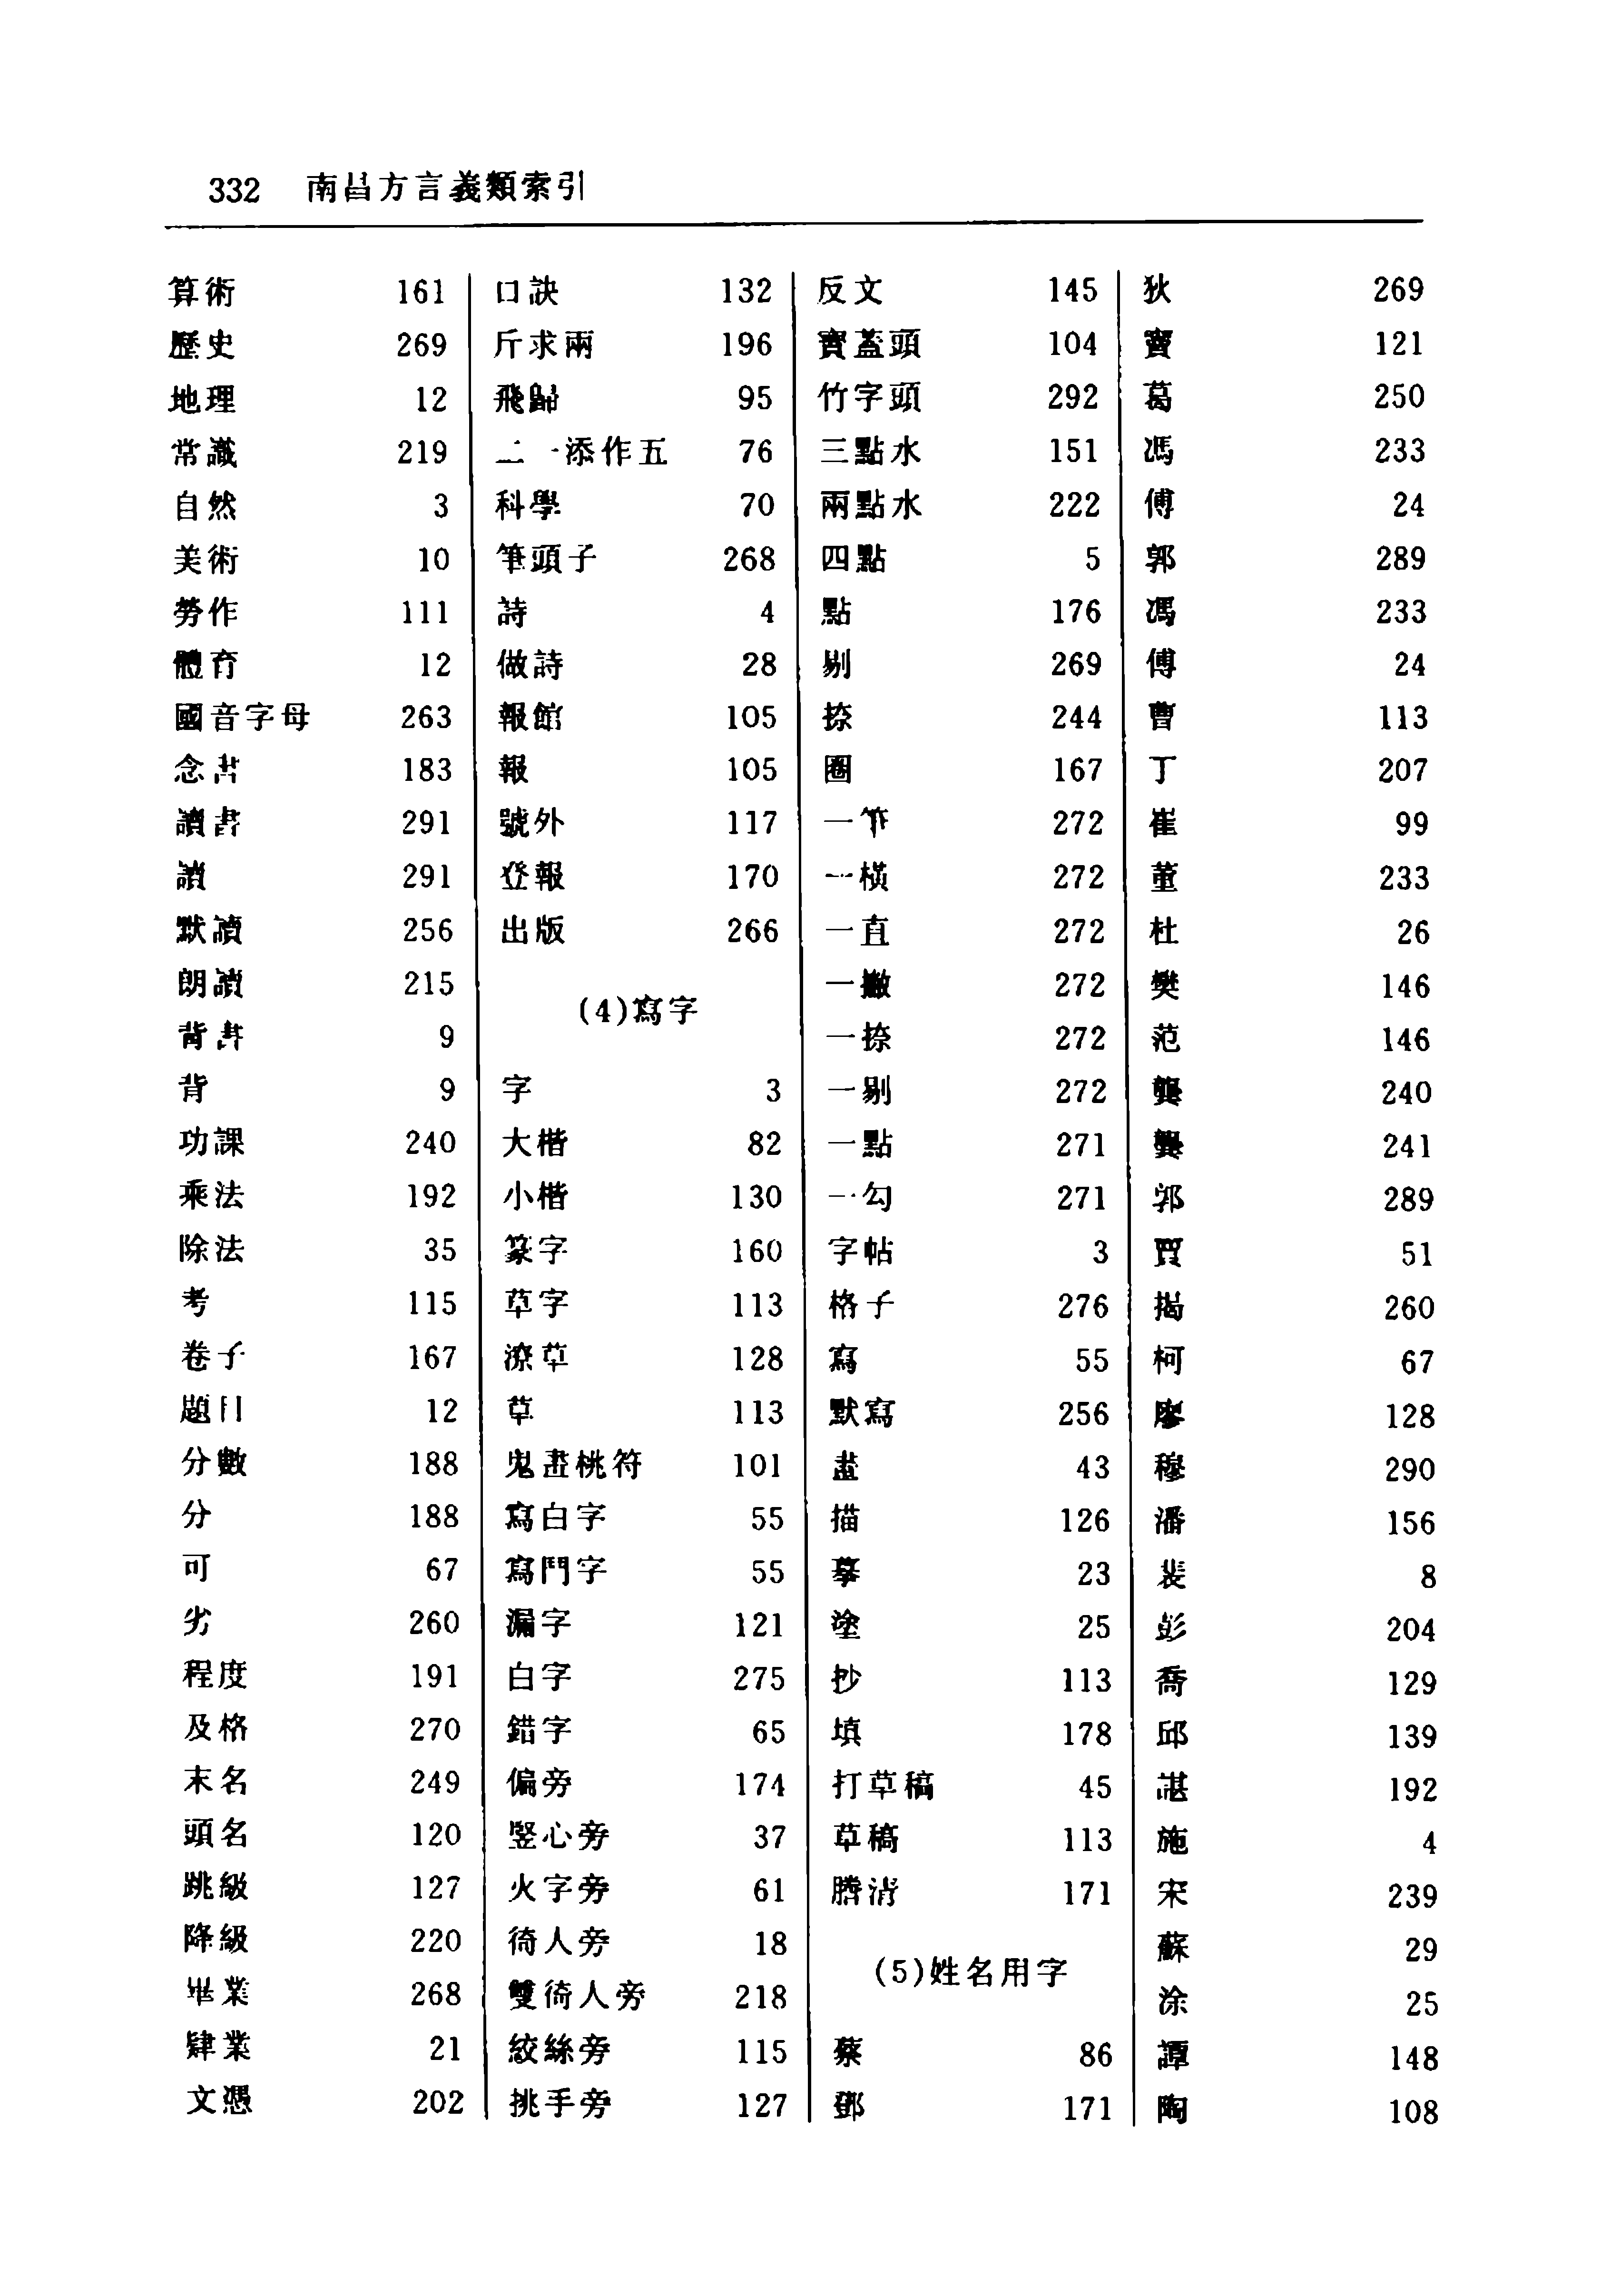 332 南昌方言義類索引
算術 161
歷史 269
地理 12
常識 219
自然 3
美術 10
勞作 111
體育 12
國音字母 263
念書 183
讀書 291
讀 291
默讀 256
朗讀 215
背書 9
背 9
功課 240
乘法 192
除法 35
考 115
卷子 167
題目 12
分數 188
分 188
可 67
劣 260
程度 191
及格 270
末名 249
頭名 120
跳級 127
降級 220
畢業 268
肄業 21
文憑 202
口訣 132
斤求兩 196
飛歸 95
二一添作五 76
科學 70
筆頭子 268
詩 4
做詩 28
報館 105
報 105
號外 117
登報 170
出版 266
(4)寫字
字 3
大楷 82
小楷 130
篆字 160
草字 113
潦草 128
草 113
鬼畫桃符 101
寫白字 55
寫鬥字 55
漏字 121
白字 275
錯字 65
偏旁 174
豎心旁 37
火字旁 61
徛人旁 18
雙徛人旁 218
絞絲旁 115
挑手旁 127
反文 145
寶蓋頭 104
竹字頭 292
三點水 151
兩點水 222
四點 5
點 176
剔 269
捺 244
圈 167
一筆 272
一橫 272
一直 272
一撇 272
一捺 272
一剔 272
一點 271
一勾 271
字帖 3
格子 276
寫 55
默寫 256
畫 43
描 126
摹 23
塗 25
抄 113
填 178
打草稿 45
草稿 113
謄清 171
(5)姓名用字
蔡 86
鄧 171
狄 269
竇 121
葛 250
馮 233
傅 24
郭 289
馮 233
傅 24
曹 113
丁 207
崔 99
董 233
杜 26
樊 146
范 146
龔 240
龔 241
郭 289
賈 51
揭 260
柯 67
廖 128
穆 290
潘 156
裴 8
彭 204
喬 129
邱 139
諶 192
施 4
宋 239
蘇 29
涂 25
譚 148
陶 108